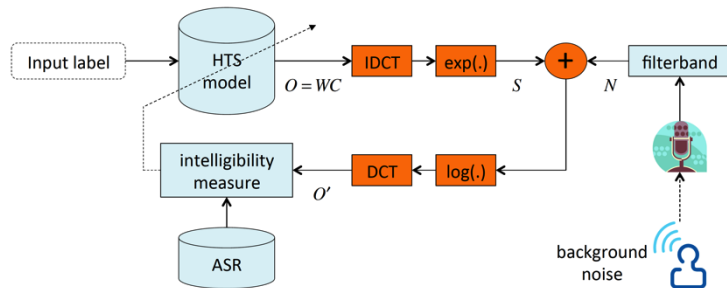 Input label
HTS
model
O = WC
IDCT
exp(.)
S
+
N
filterband
intelligibility
measure
O'
DCT
log(.)
ASR
background
noise